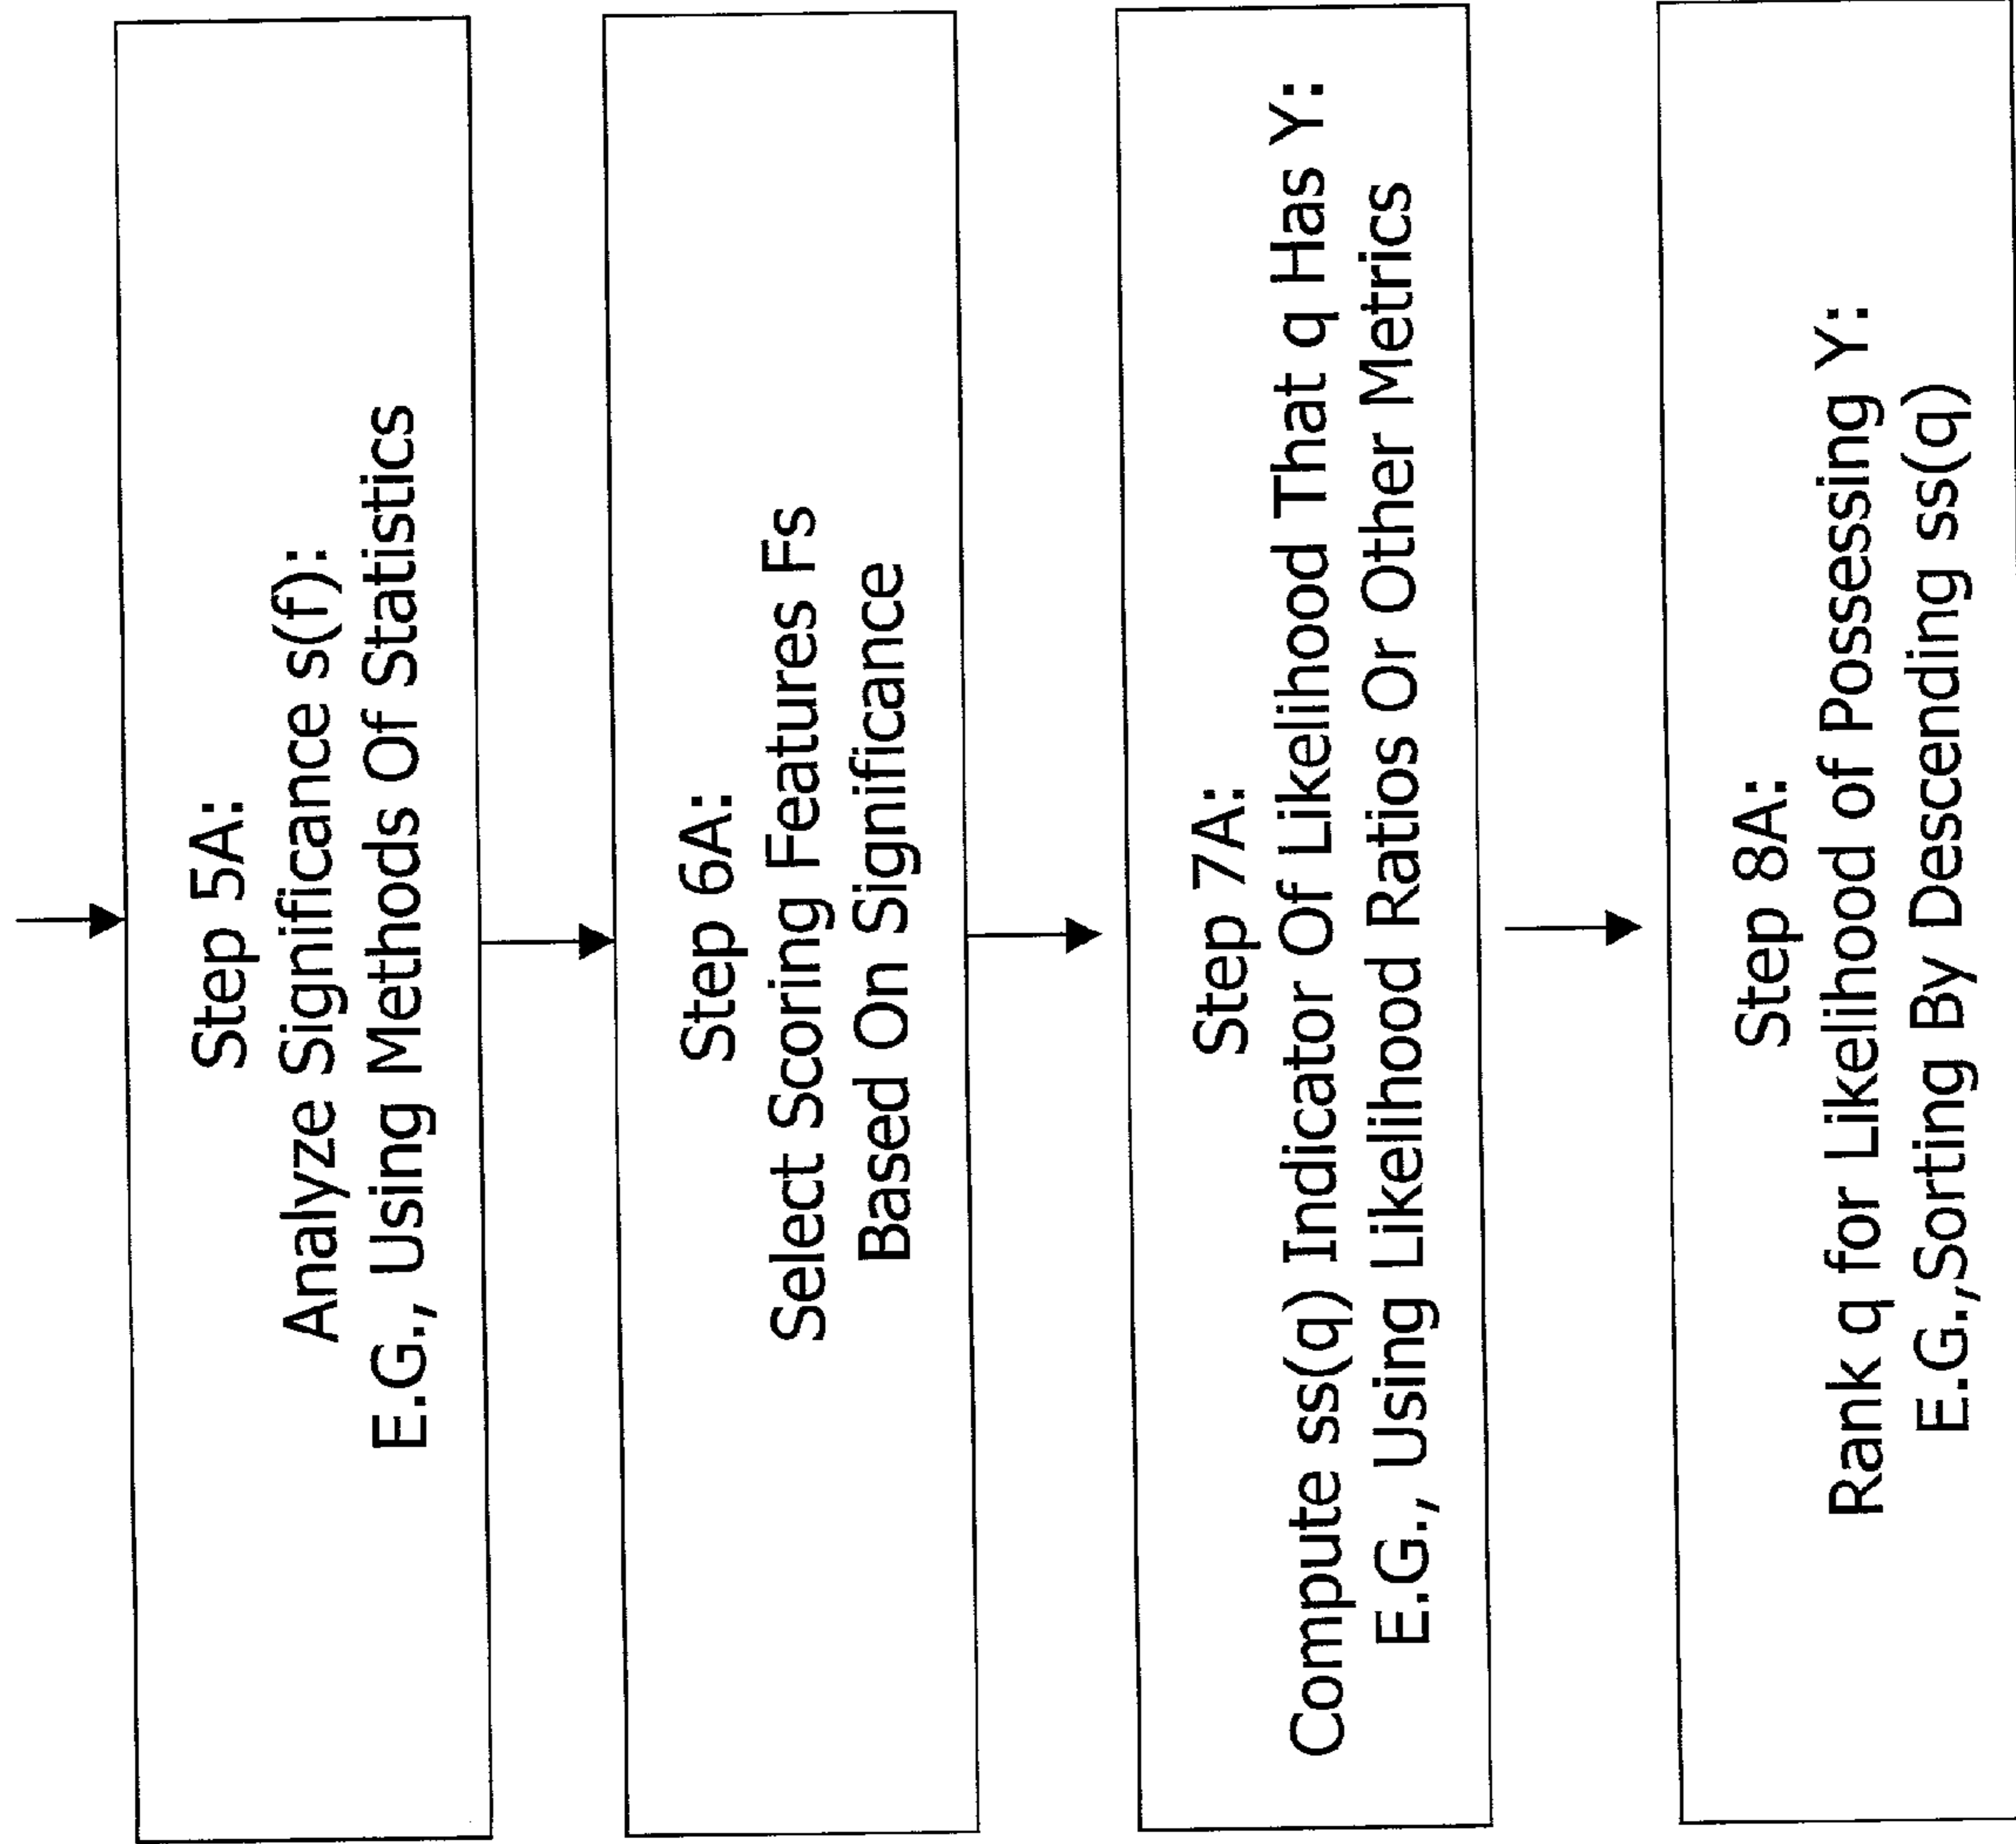 Step 5A:
Analyze Significance s(f):
E.G., Using Methods Of Statistics
Step 6A:
Select Scoring Features Fs
Based On Significance
Step 7A:
Compute ss(q) Indicator Of Likelihood That q Has Y:
E.G., Using Likelihood Ratios Or Other Metrics
Step 8A:
Rank q for Likelihood of Possessing Y:
E.G.,Sorting By Descending ss(q)